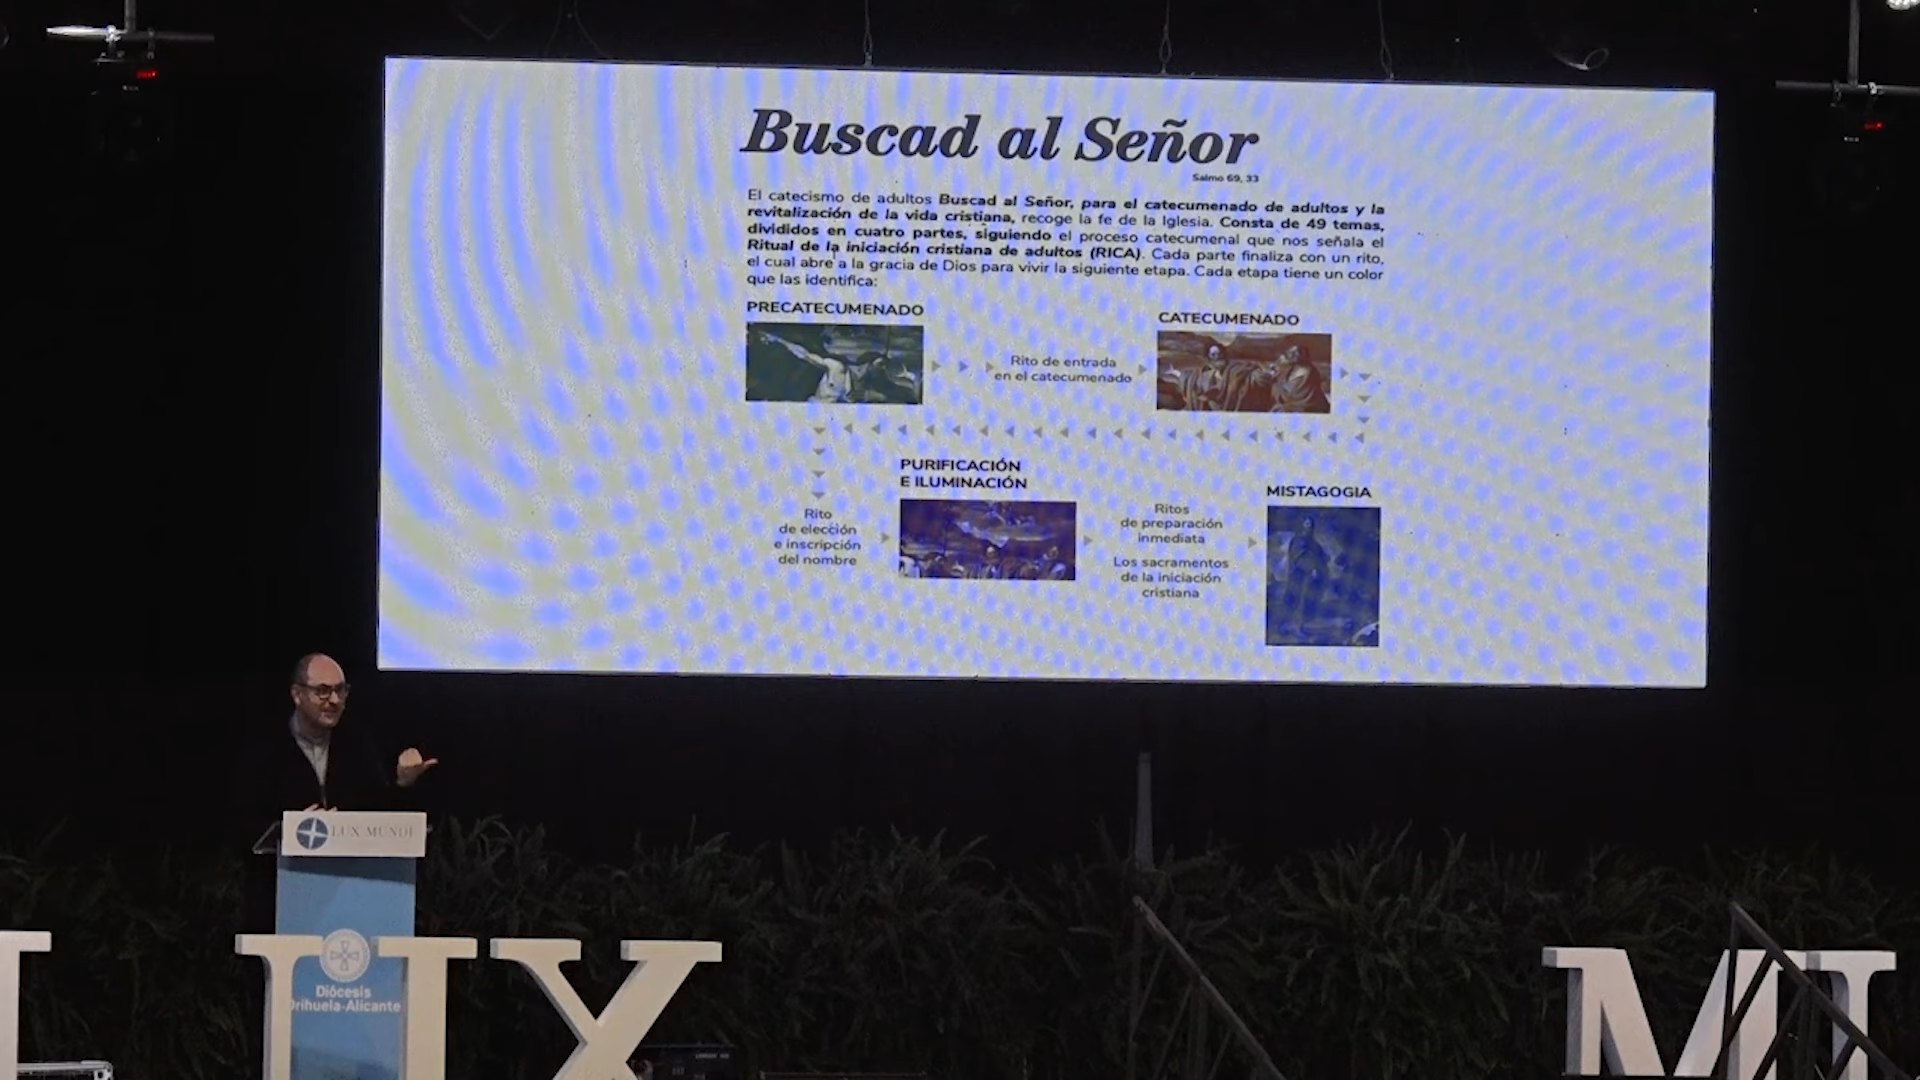 Buscad al Señor
Salmo 69, 33
El catecismo de adultos Buscad al Señor, para el catecumenado de adultos y la
revitalización de la vida cristiana, recoge la fe de la Iglesia. Consta de 49 temas,
divididos en cuatro partes, siguiendo el proceso catecumenal que nos señala el
Ritual de la iniciación cristiana de adultos (RICA). Cada parte finaliza con un rito,
el cual abre a la gracia de Dios para vivir la siguiente etapa. Cada etapa tiene un color
que las identifica:
PRECATECUMENADO
Rito de entrada
en el catecumenado
CATECUMENADO
Rito
de elección
e inscripción
del nombre
PURIFICACIÓN
E ILUMINACIÓN
Ritos
de preparación
inmediata
Los sacramentos
de la iniciación
cristiana
MISTAGOGIA
LUX MUNDI
Diócesis
Orihuela-Alicante
LUX MU